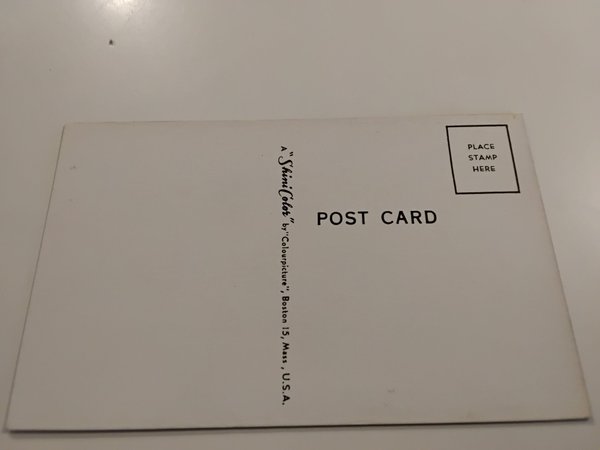 PLACE
STAMP
HERE
POST CARD
A "ShiniColor" by "Colourpicture", Boston 15, Mass., U.S.A.